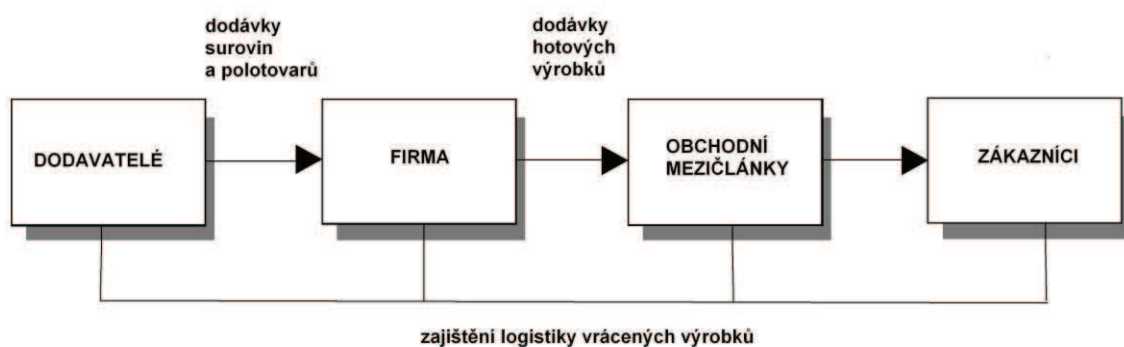 dodávky
surovin
a polotovarů
dodávky
hotových
výrobků
DODAVATELÉ
FIRMA
OBCHODNÍ
MEZIČLÁNKY
ZÁKAZNÍCI
zajištění logistiky vrácených výrobků